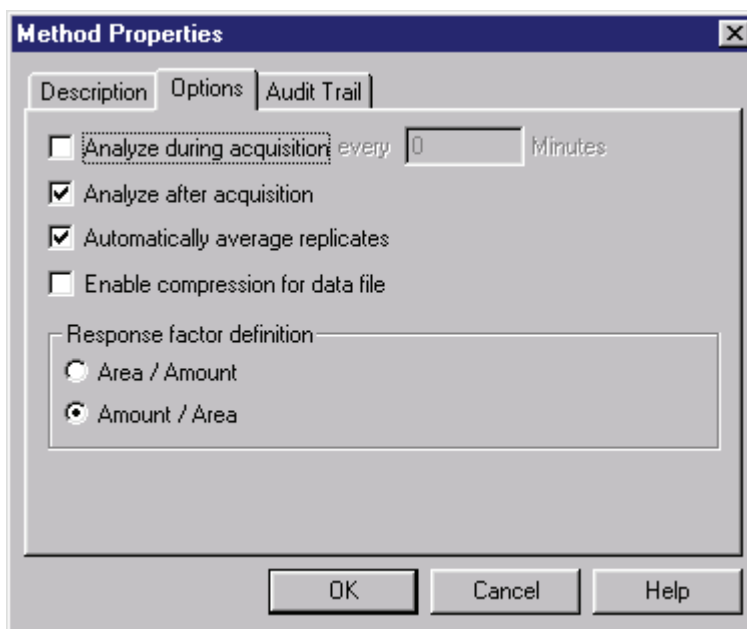 Method Properties
Description Options Audit Trail
Analyze during acquisition every 0 Minutes
Analyze after acquisition
Automatically average replicates
Enable compression for data file
Response factor definition
Area / Amount
Amount / Area
OK Cancel Help